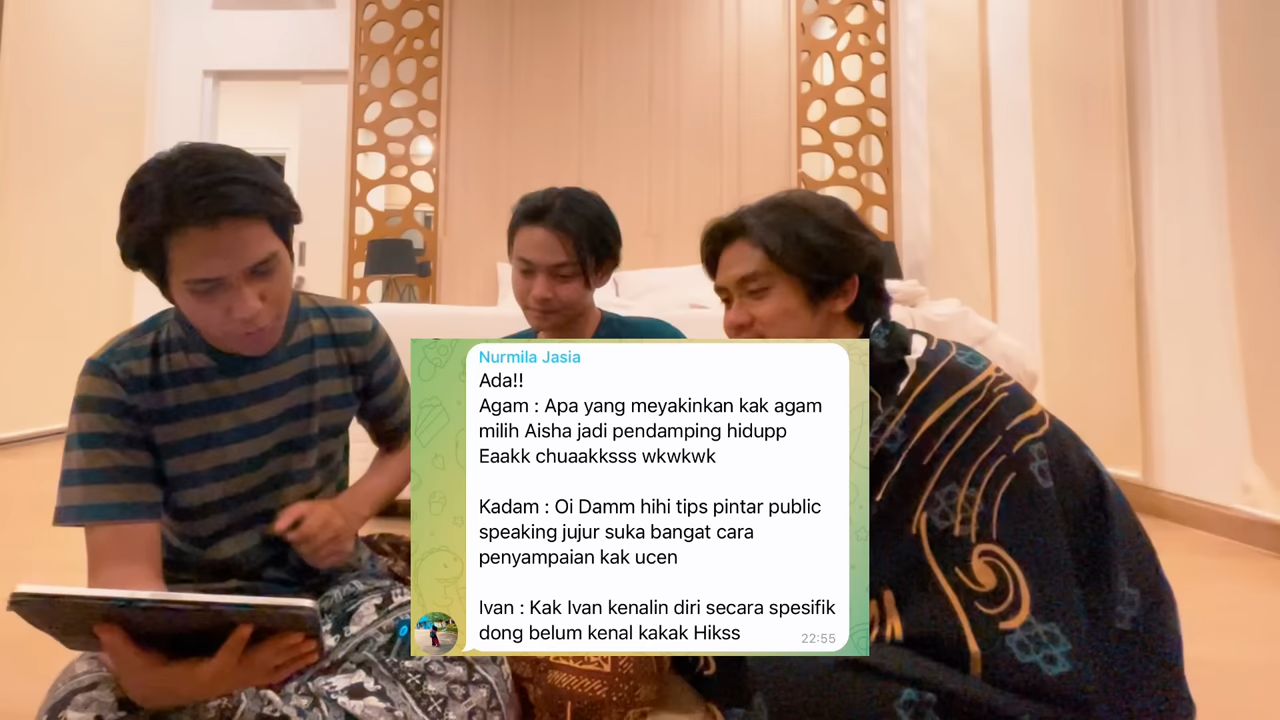 Nurmila Jasia
Ada!!
Agam : Apa yang meyakinkan kak agam
milih Aisha jadi pendamping hidupp
Eaakk chuaakksss wkwkwk
Kadam : Oi Damm hihi tips pintar public
speaking jujur suka bangat cara
penyampaian kak ucen
Ivan : Kak Ivan kenalin diri secara spesifik
dong belum kenal kakak Hikss
22:55